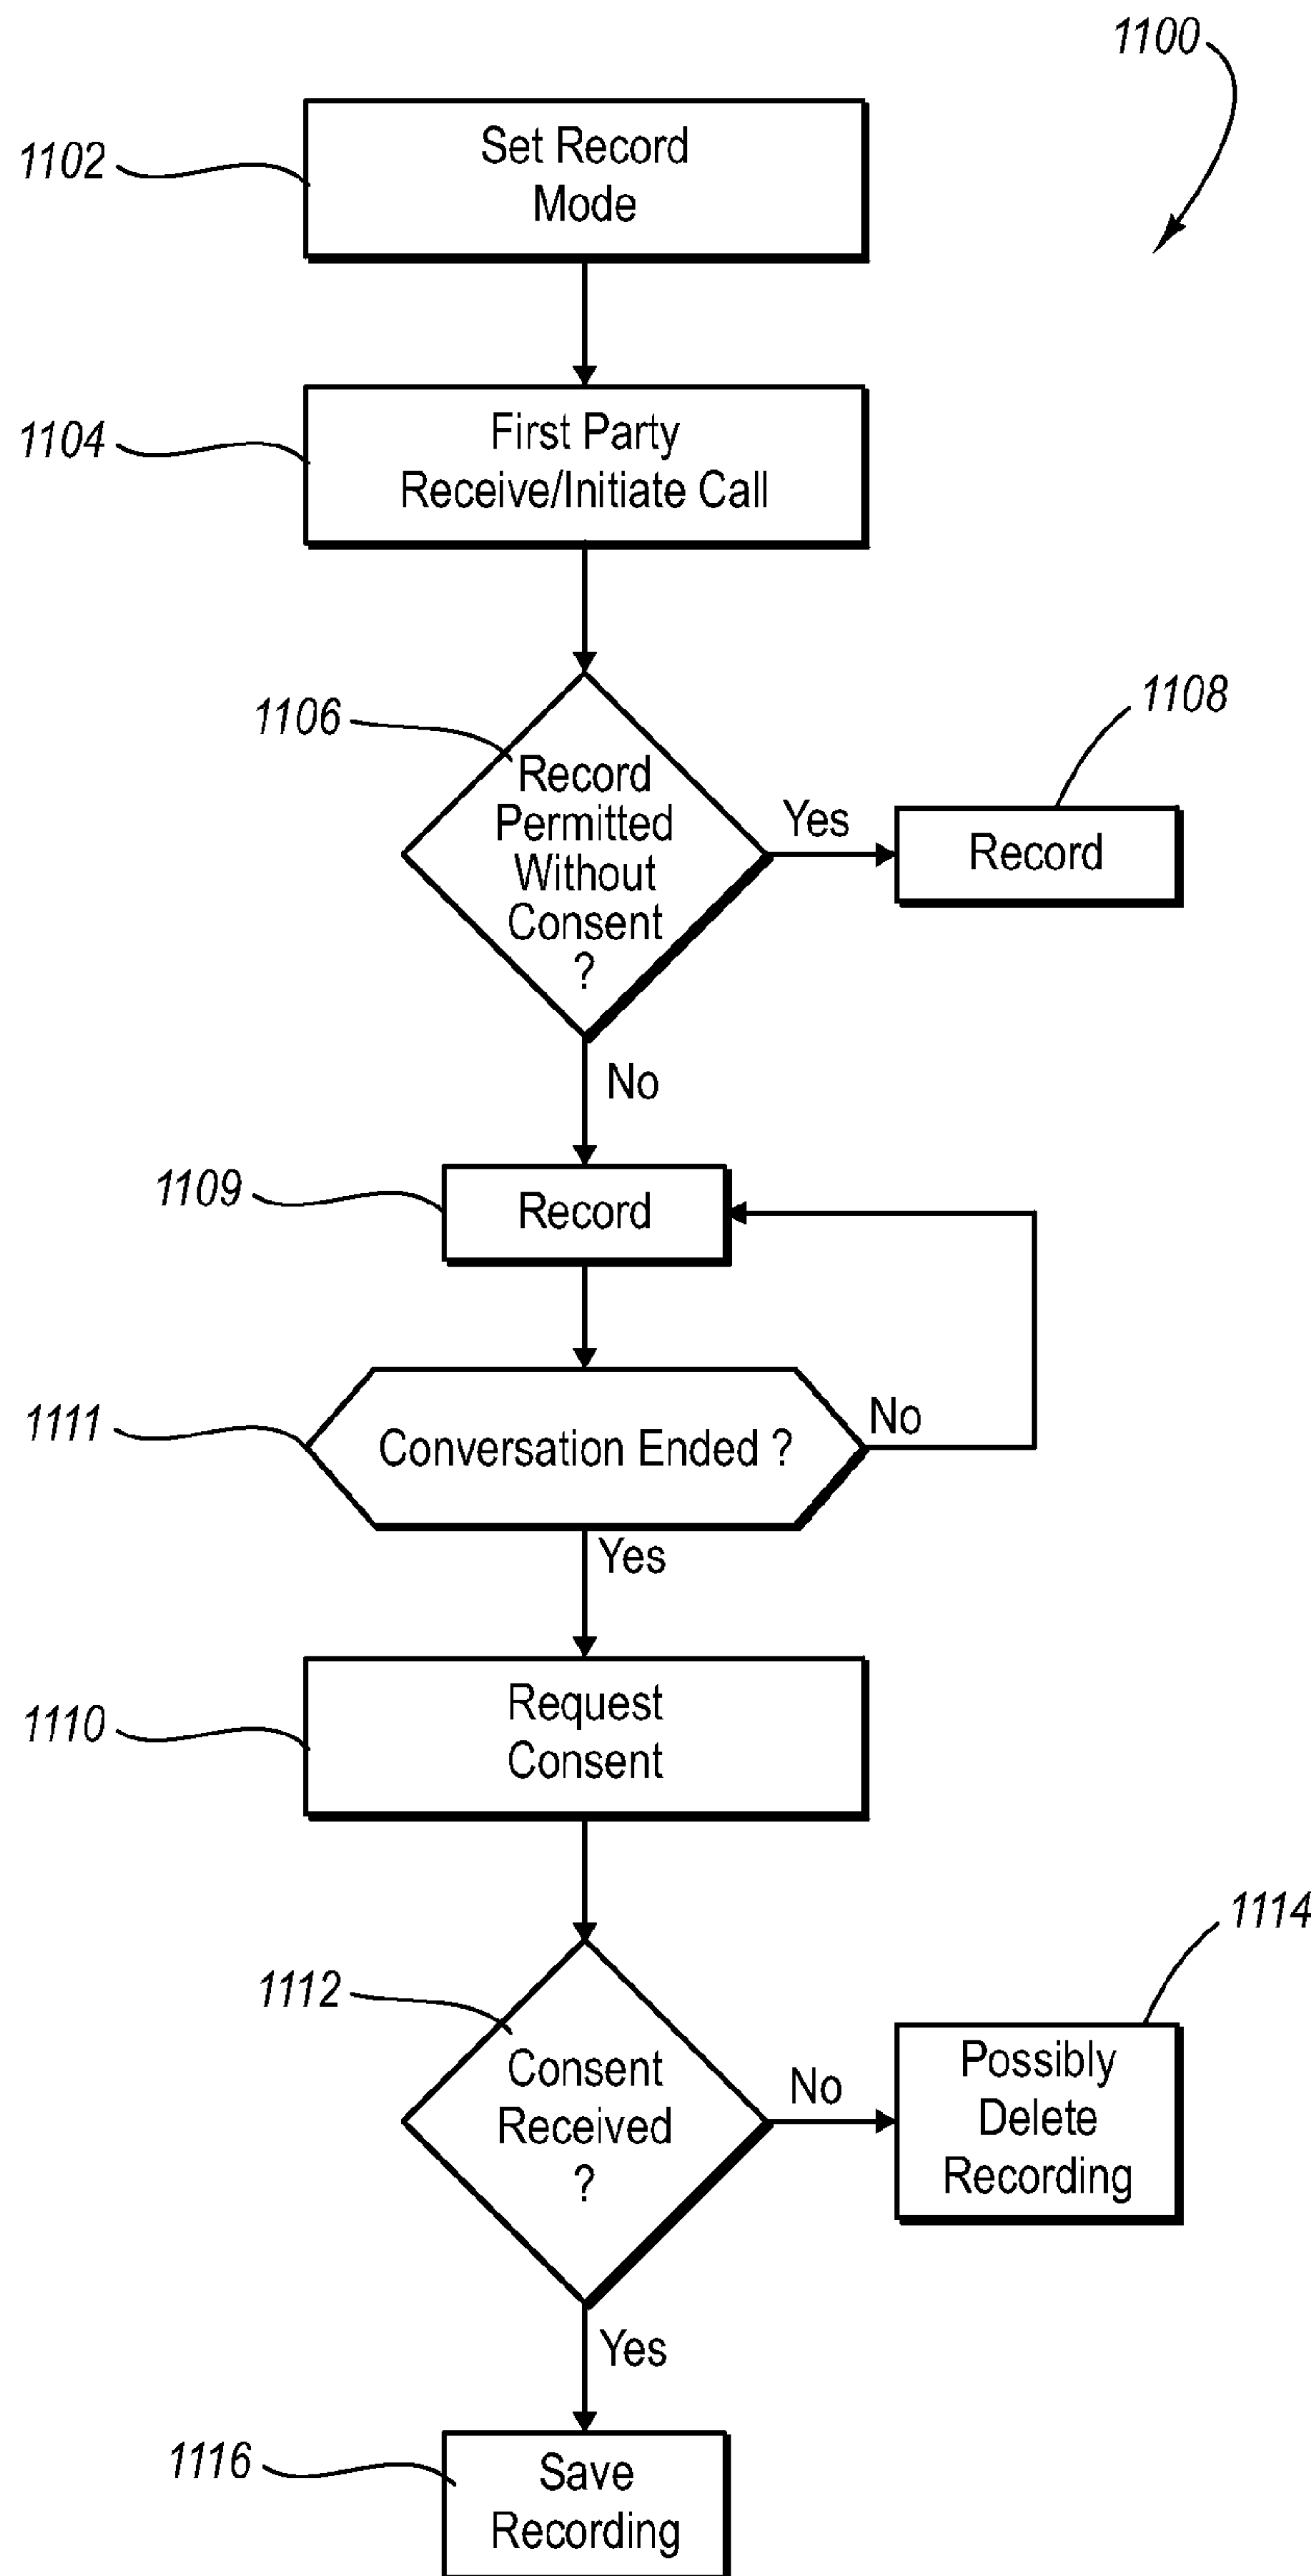 1100
1102
Set Record
Mode
1104
First Party
Receive/Initiate Call
1106
Record
Permitted
Without
Consent
?
Yes
1108
Record
No
1109
Record
1111
Conversation Ended ?
No
Yes
1110
Request
Consent
1112
Consent
Received
?
No
1114
Possibly
Delete
Recording
Yes
1116
Save
Recording